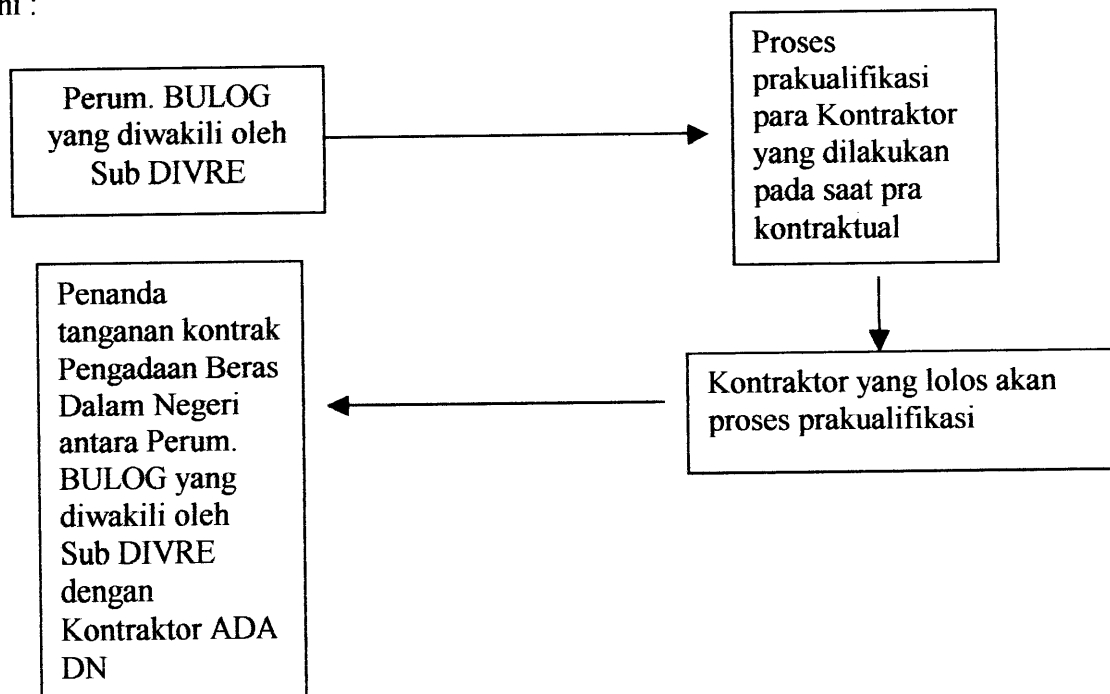 ni :
Perum. BULOG
yang diwakili oleh
Sub DIVRE
Proses
prakualifikasi
para Kontraktor
yang dilakukan
pada saat pra
kontraktual
Kontraktor yang lolos akan
proses prakualifikasi
Penanda
tanganan kontrak
Pengadaan Beras
Dalam Negeri
antara Perum.
BULOG yang
diwakili oleh
Sub DIVRE
dengan
Kontraktor ADA
DN